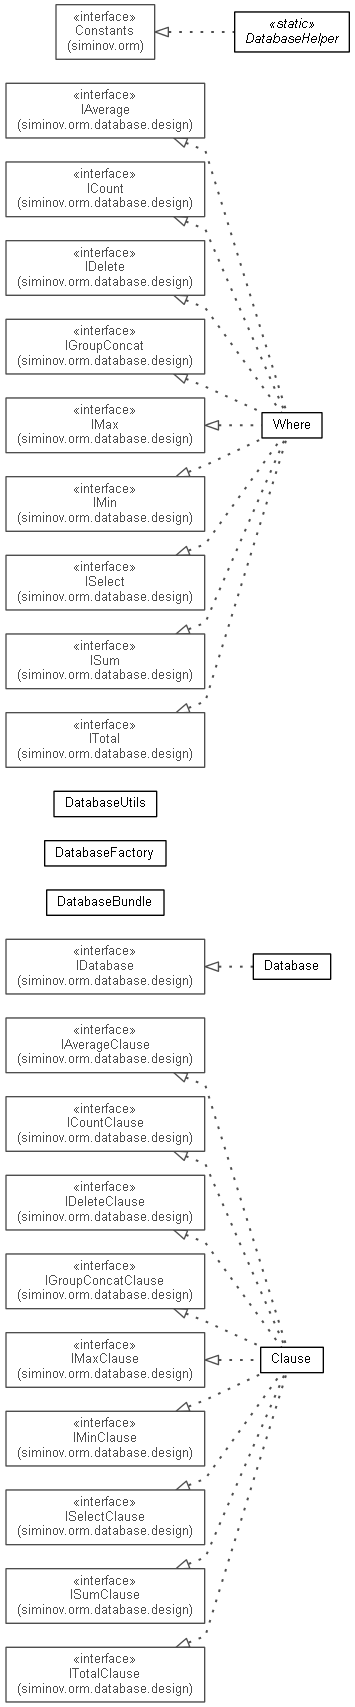 «interface»
Constants
(siminov.orm)
«static»
DatabaseHelper
«interface»
IAverage
(siminov.orm.database.design)
«interface»
ICount
(siminov.orm.database.design)
«interface»
IDelete
(siminov.orm.database.design)
«interface»
IGroupConcat
(siminov.orm.database.design)
«interface»
IMax
(siminov.orm.database.design)
Where
«interface»
IMin
(siminov.orm.database.design)
«interface»
ISelect
(siminov.orm.database.design)
«interface»
ISum
(siminov.orm.database.design)
«interface»
ITotal
(siminov.orm.database.design)
DatabaseUtils
DatabaseFactory
DatabaseBundle
«interface»
IDatabase
(siminov.orm.database.design)
Database
«interface»
IAverageClause
(siminov.orm.database.design)
«interface»
ICountClause
(siminov.orm.database.design)
«interface»
IDeleteClause
(siminov.orm.database.design)
«interface»
IGroupConcatClause
(siminov.orm.database.design)
«interface»
IMaxClause
(siminov.orm.database.design)
Clause
«interface»
IMinClause
(siminov.orm.database.design)
«interface»
ISelectClause
(siminov.orm.database.design)
«interface»
ISumClause
(siminov.orm.database.design)
«interface»
ITotalClause
(siminov.orm.database.design)